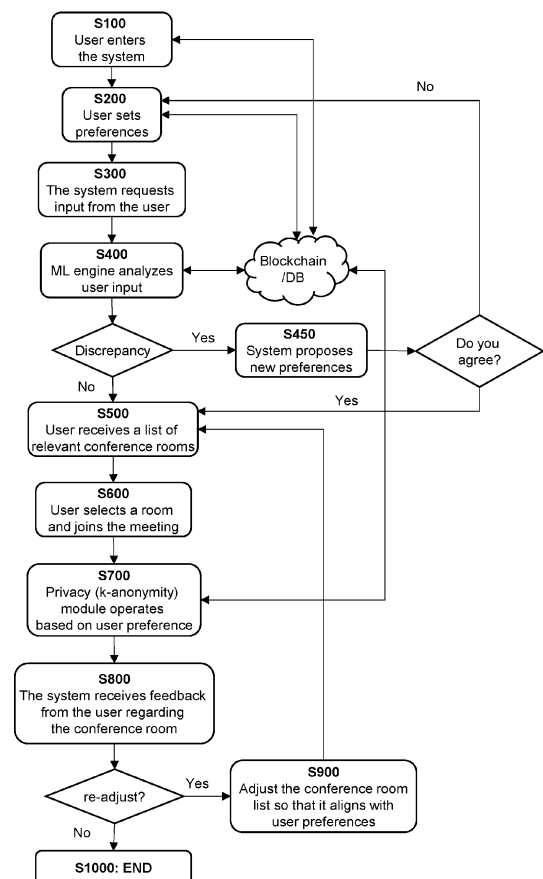 S100
User enters
the system
No
S200
User sets
preferences
S300
The system requests
input from the user
S400
ML engine analyzes
user input
Blockchain
/DB
Discrepancy
Yes
S450
System proposes
new preferences
Do you
agree?
No
Yes
S500
User receives a list of
relevant conference rooms
S600
User selects a room
and joins the meeting
S700
Privacy (k-anonymity)
module operates
based on user preference
S800
The system receives feedback
from the user regarding
the conference room
re-adjust?
Yes
S900
Adjust the conference room
list so that it aligns with
user preferences
No
S1000: END